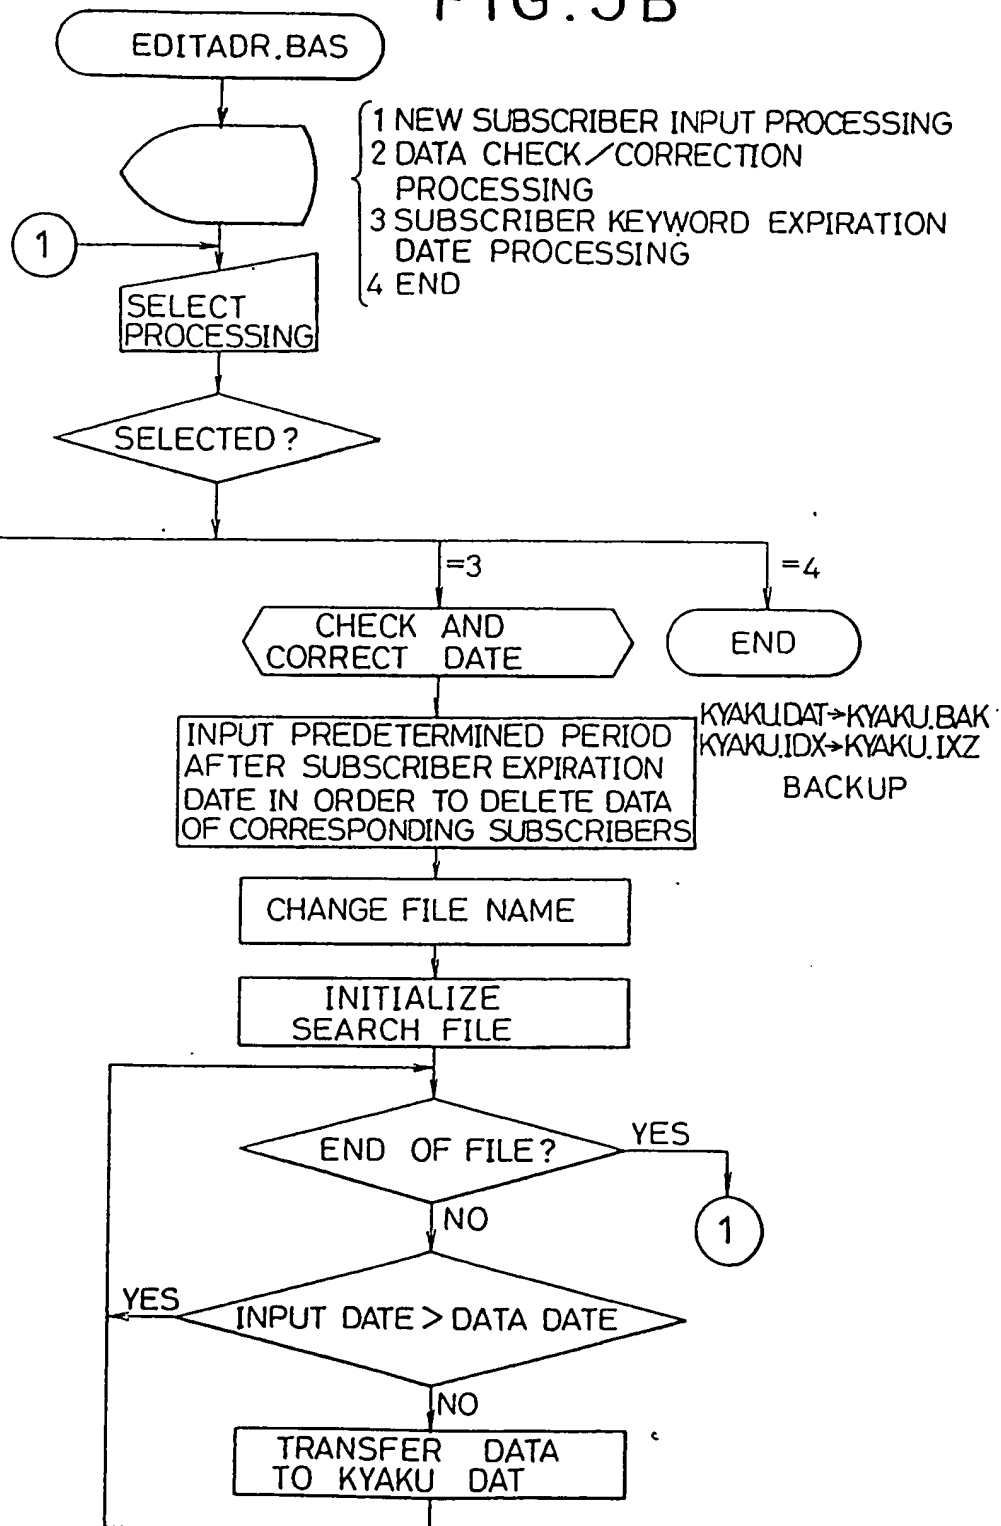 FIG. 5B
EDITADR.BAS
1 NEW SUBSCRIBER INPUT PROCESSING
2 DATA CHECK/CORRECTION
PROCESSING
3 SUBSCRIBER KEYWORD EXPIRATION
DATE PROCESSING
4 END
1
SELECT
PROCESSING
SELECTED?
=3
=4
CHECK AND
CORRECT DATE
END
INPUT PREDETERMINED PERIOD
AFTER SUBSCRIBER EXPIRATION
DATE IN ORDER TO DELETE DATA
OF CORRESPONDING SUBSCRIBERS
KYAKU.DAT→KYAKU.BAK
KYAKU.IDX→KYAKU.IXZ
BACKUP
CHANGE FILE NAME
INITIALIZE
SEARCH FILE
END OF FILE?
YES
1
NO
YES
INPUT DATE > DATA DATE
NO
TRANSFER DATA
TO KYAKU DAT